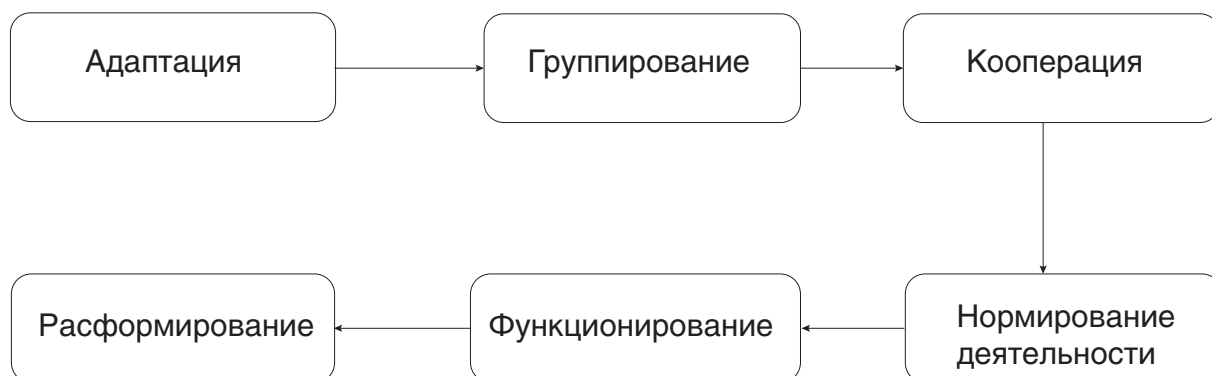 Адаптация
Группирование
Кооперация
Нормирование
деятельности
Функционирование
Расформирование